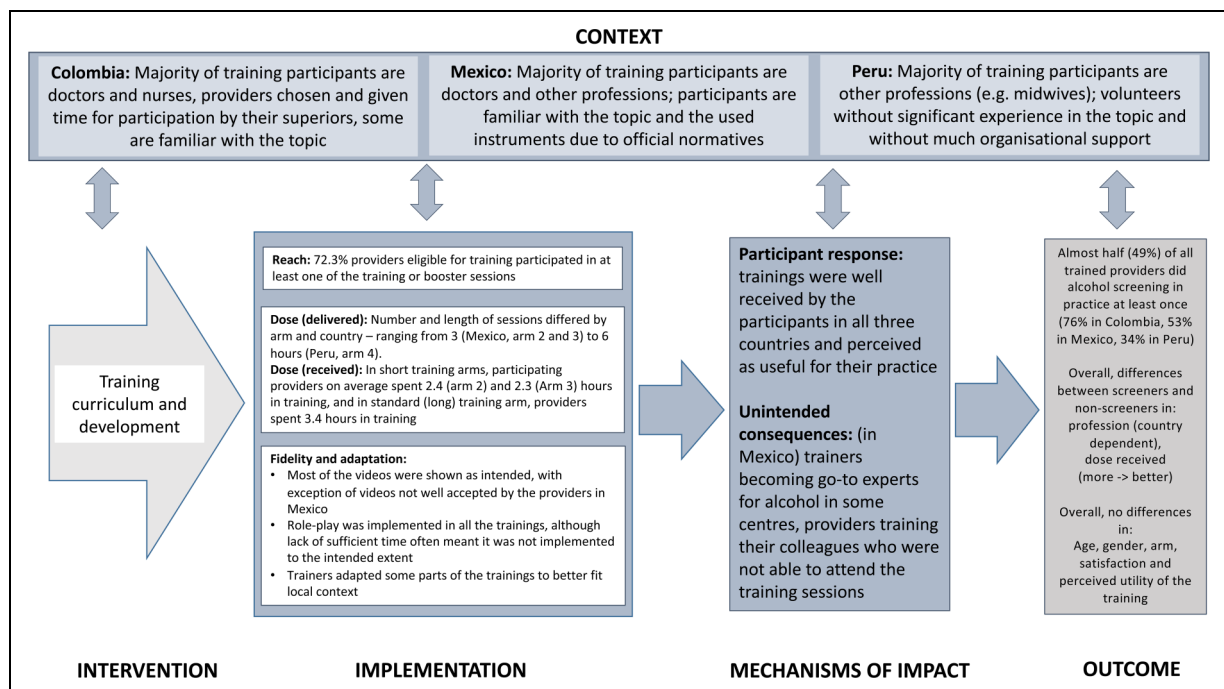 CONTEXT
Colombia: Majority of training participants are
doctors and nurses, providers chosen and given
time for participation by their superiors, some
are familiar with the topic
Mexico: Majority of training participants are
doctors and other professions; participants are
familiar with the topic and the used
instruments due to official normatives
Peru: Majority of training participants are
other professions (e.g. midwives); volunteers
without significant experience in the topic and
without much organisational support
Training
curriculum and
development
Reach: 72.3% providers eligible for training participated in at
least one of the training or booster sessions
Dose (delivered): Number and length of sessions differed by
arm and country – ranging from 3 (Mexico, arm 2 and 3) to 6
hours (Peru, arm 4).
Dose (received): In short training arms, participating
providers on average spent 2.4 (arm 2) and 2.3 (Arm 3) hours
in training, and in standard (long) training arm, providers
spent 3.4 hours in training
Fidelity and adaptation:
• Most of the videos were shown as intended, with
exception of videos not well accepted by the providers in
Mexico
• Role-play was implemented in all the trainings, although
lack of sufficient time often meant it was not implemented
to the intended extent
• Trainers adapted some parts of the trainings to better fit
local context
Participant response:
trainings were well
received by the
participants in all three
countries and perceived
as useful for their practice
Unintended
consequences: (in
Mexico) trainers
becoming go-to experts
for alcohol in some
centres, providers training
their colleagues who were
not able to attend the
training sessions
Almost half (49%) of all
trained providers did
alcohol screening in
practice at least once
(76% in Colombia, 53%
in Mexico, 34% in Peru)
Overall, differences
between screeners and
non-screeners in:
profession (country
dependent),
dose received
(more -> better)
Overall, no differences
in:
Age, gender, arm,
satisfaction and
perceived utility of the
training
INTERVENTION
IMPLEMENTATION
MECHANISMS OF IMPACT
OUTCOME